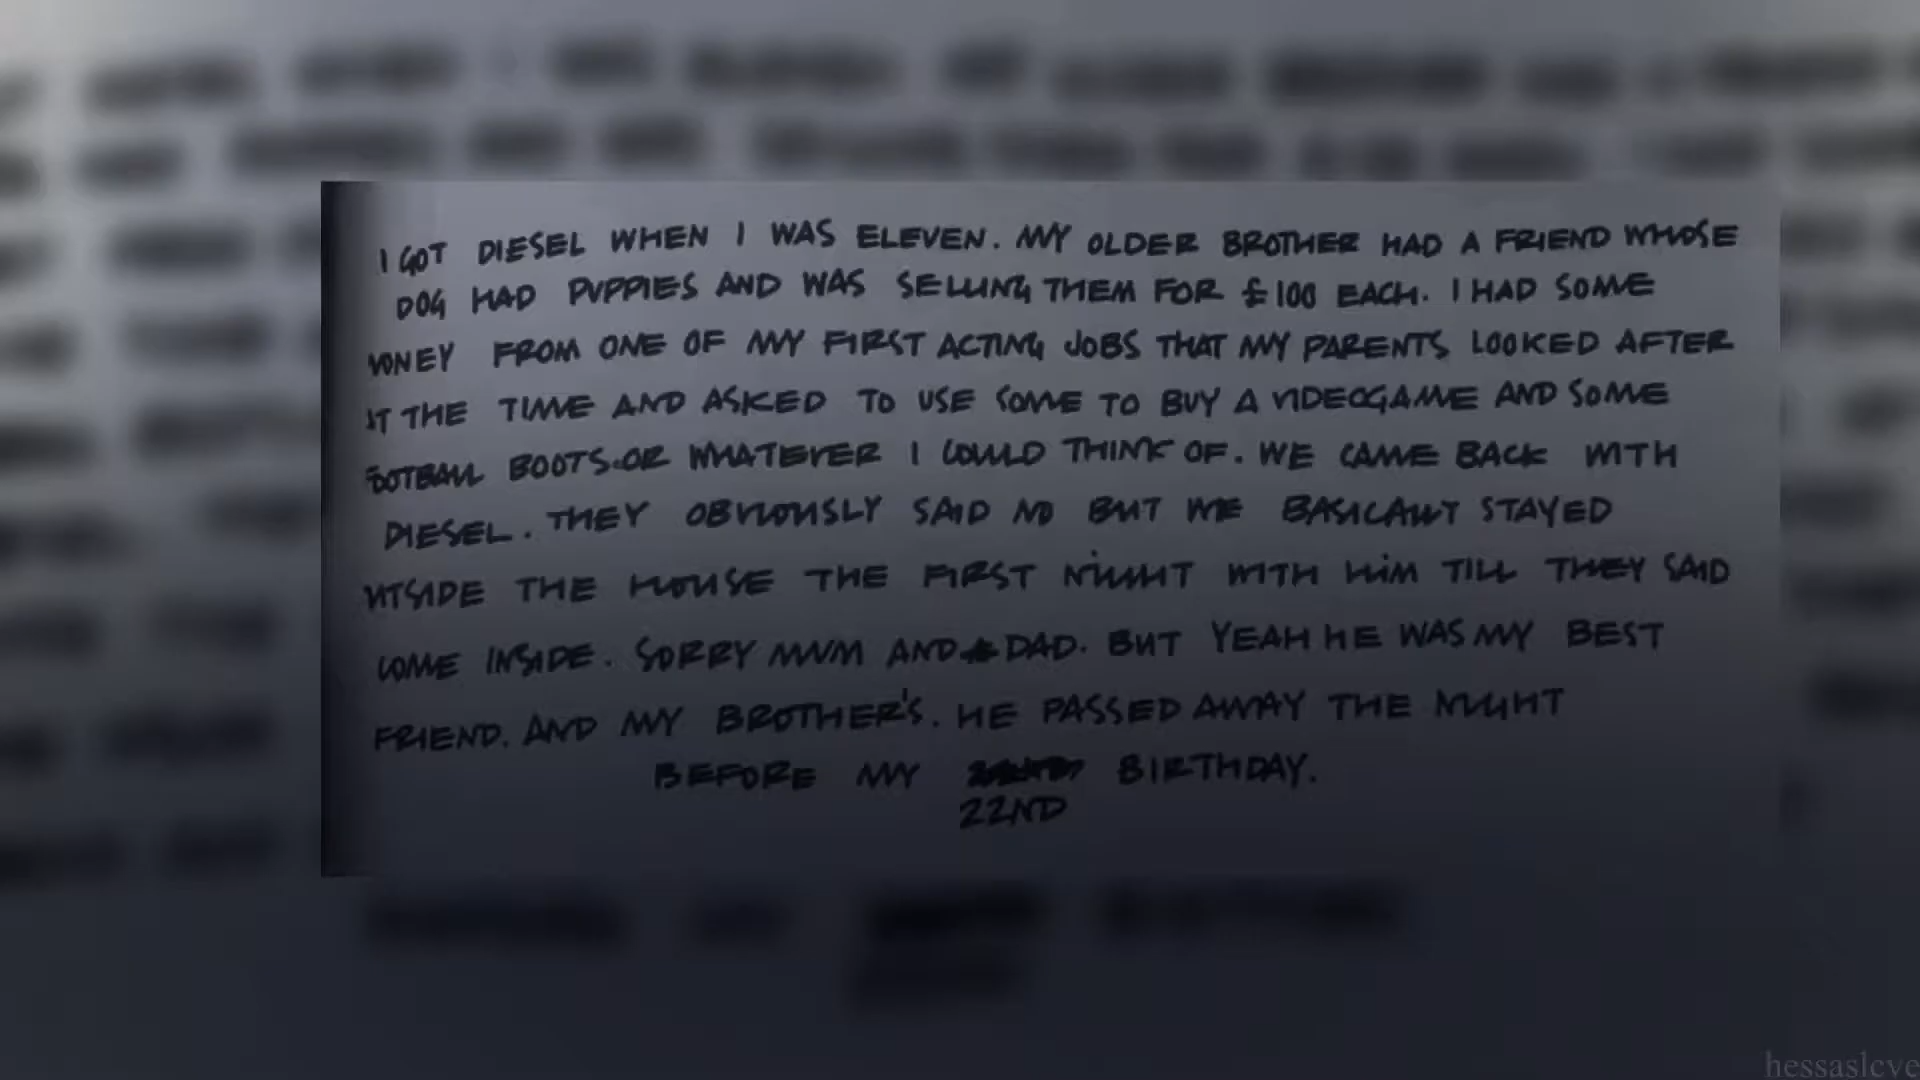 I GOT DIESEL WHEN I WAS ELEVEN. MY OLDER BROTHER HAD A FRIEND WHOSE
DOG HAD PUPPIES AND WAS SELLING THEM FOR £100 EACH. I HAD SOME
MONEY FROM ONE OF MY FIRST ACTING JOBS THAT MY PARENTS LOOKED AFTER
AT THE TIME AND ASKED TO USE SOME TO BUY A VIDEOGAME AND SOME
FOOTBALL BOOTS OR WHATEVER I COULD THINK OF. WE CAME BACK WITH
DIESEL. THEY OBVIOUSLY SAID NO BUT WE BASICALLY STAYED
UTSIDE THE HOUSE THE FIRST NIGHT WITH HIM TILL THEY SAID
COME INSIDE. SORRY MUM AND DAD. BUT YEAH HE WAS MY BEST
FRIEND. AND MY BROTHER'S. HE PASSED AWAY THE NIGHT
BEFORE MY BIRTHDAY.
22ND
hessaslcve